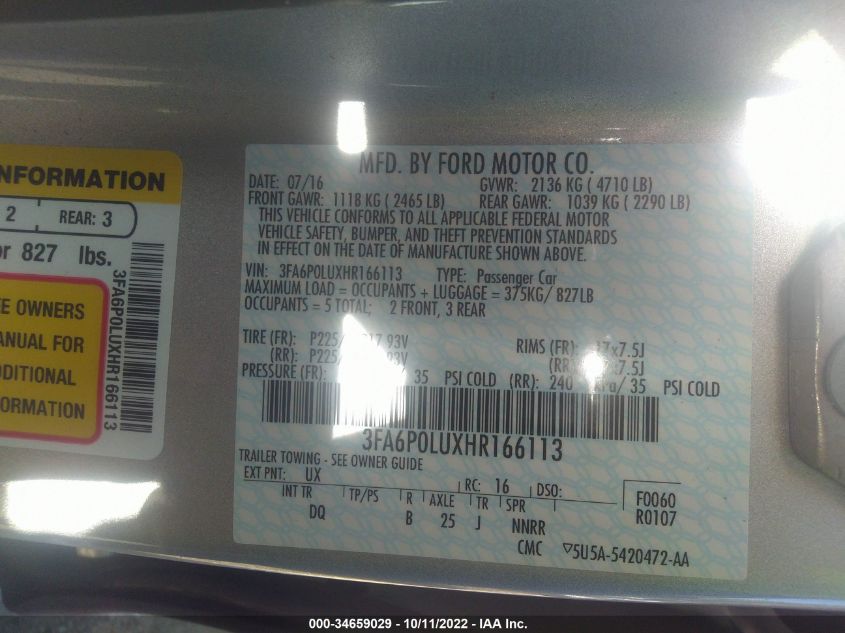 NFORMATION
2 REAR: 3
or 827 lbs.
EE OWNERS
MANUAL FOR
DDITIONAL
FORMATION
3FA6P0LUXHR166113
MFD. BY FORD MOTOR CO.
DATE: 07/16 GVWR: 2136 KG ( 4710 LB)
FRONT GAWR: 1118 KG ( 2465 LB) REAR GAWR: 1039 KG ( 2290 LB)
THIS VEHICLE CONFORMS TO ALL APPLICABLE FEDERAL MOTOR
VEHICLE SAFETY, BUMPER, AND THEFT PREVENTION STANDARDS
IN EFFECT ON THE DATE OF MANUFACTURE SHOWN ABOVE.
VIN: 3FA6P0LUXHR166113 TYPE: Passenger Car
MAXIMUM LOAD = OCCUPANTS + LUGGAGE = 375KG/ 827LB
OCCUPANTS = 5 TOTAL; 2 FRONT, 3 REAR
TIRE (FR): P225/ 17 93V RIMS (FR): 17x7.5J
(RR): P225/ 93V (RR) 7.5J
PRESSURE (FR): / 35 PSI COLD (RR): 240 kPa/ 35 PSI COLD
3FA6P0LUXHR166113
TRAILER TOWING - SEE OWNER GUIDE
EXT PNT: UX RC: 16 DSO: F0060
INT TR TP/PS R AXLE TR SPR R0107
DQ B 25 J NNRR
CMC ▽5U5A-5420472-AA
000-34659029 - 10/11/2022 - IAA Inc.